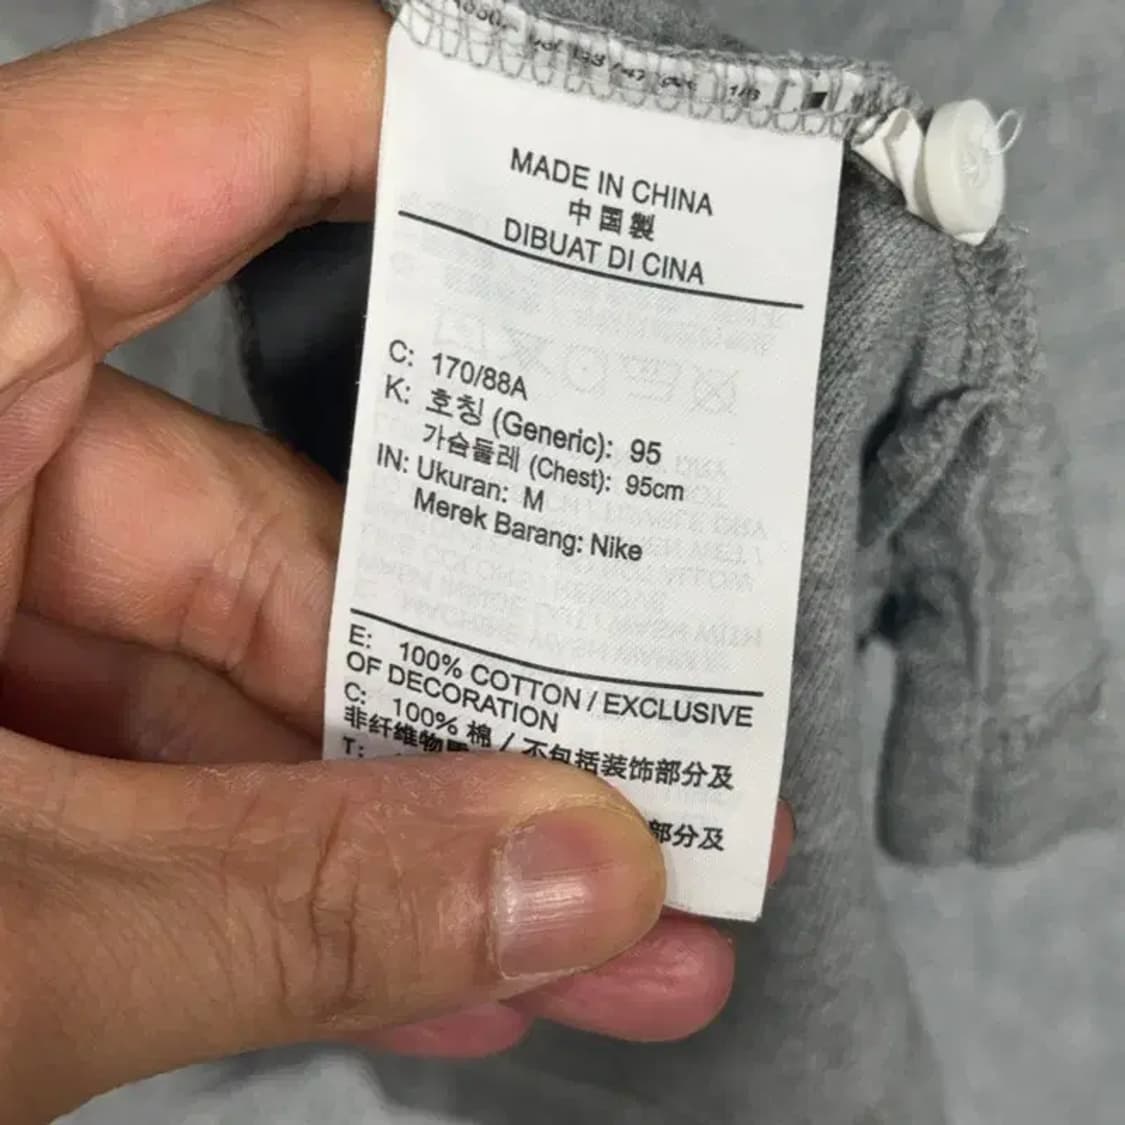 MADE IN CHINA
中国製
DIBUAT DI CINA
C: 170/88A
K: 호칭 (Generic): 95
가슴둘레 (Chest): 95cm
IN: Ukuran: M
Merek Barang: Nike
E: 100% COTTON / EXCLUSIVE
OF DECORATION
C: 100% 棉 / 不包括装饰部分及
非纤维物质
T:
部分及